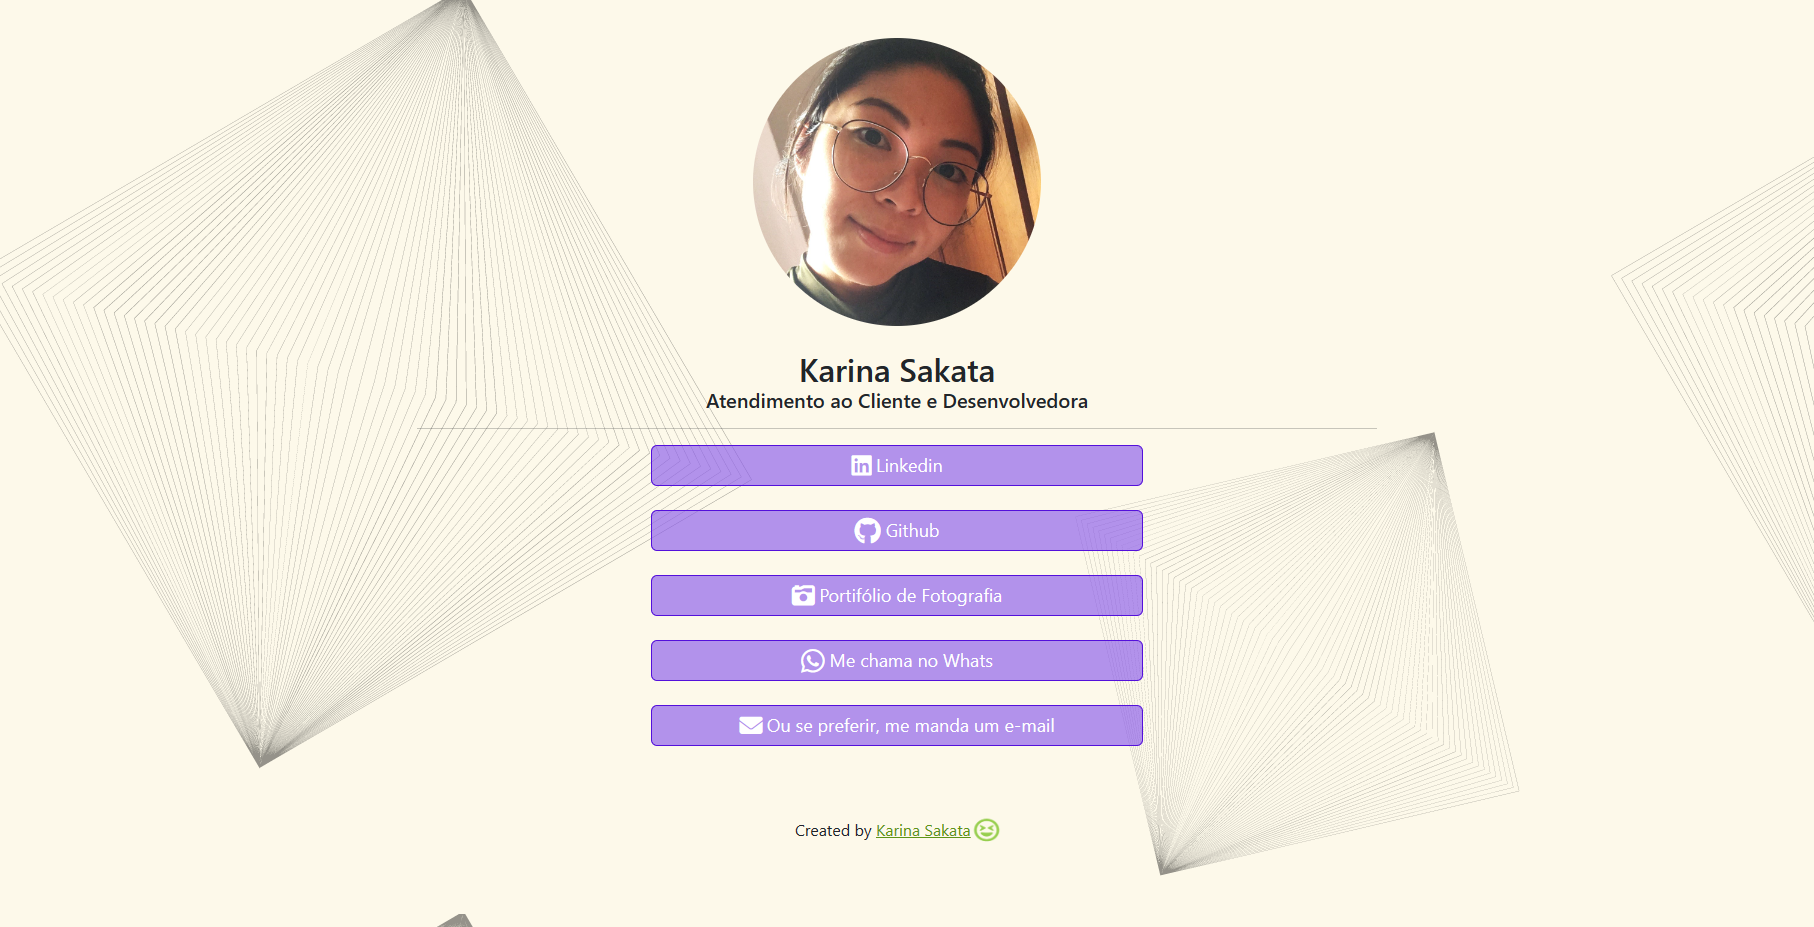 Karina Sakata
Atendimento ao Cliente e Desenvolvedora
Linkedin
Github
Portifólio de Fotografia
Me chama no Whats
Ou se preferir, me manda um e-mail
Created by Karina Sakata